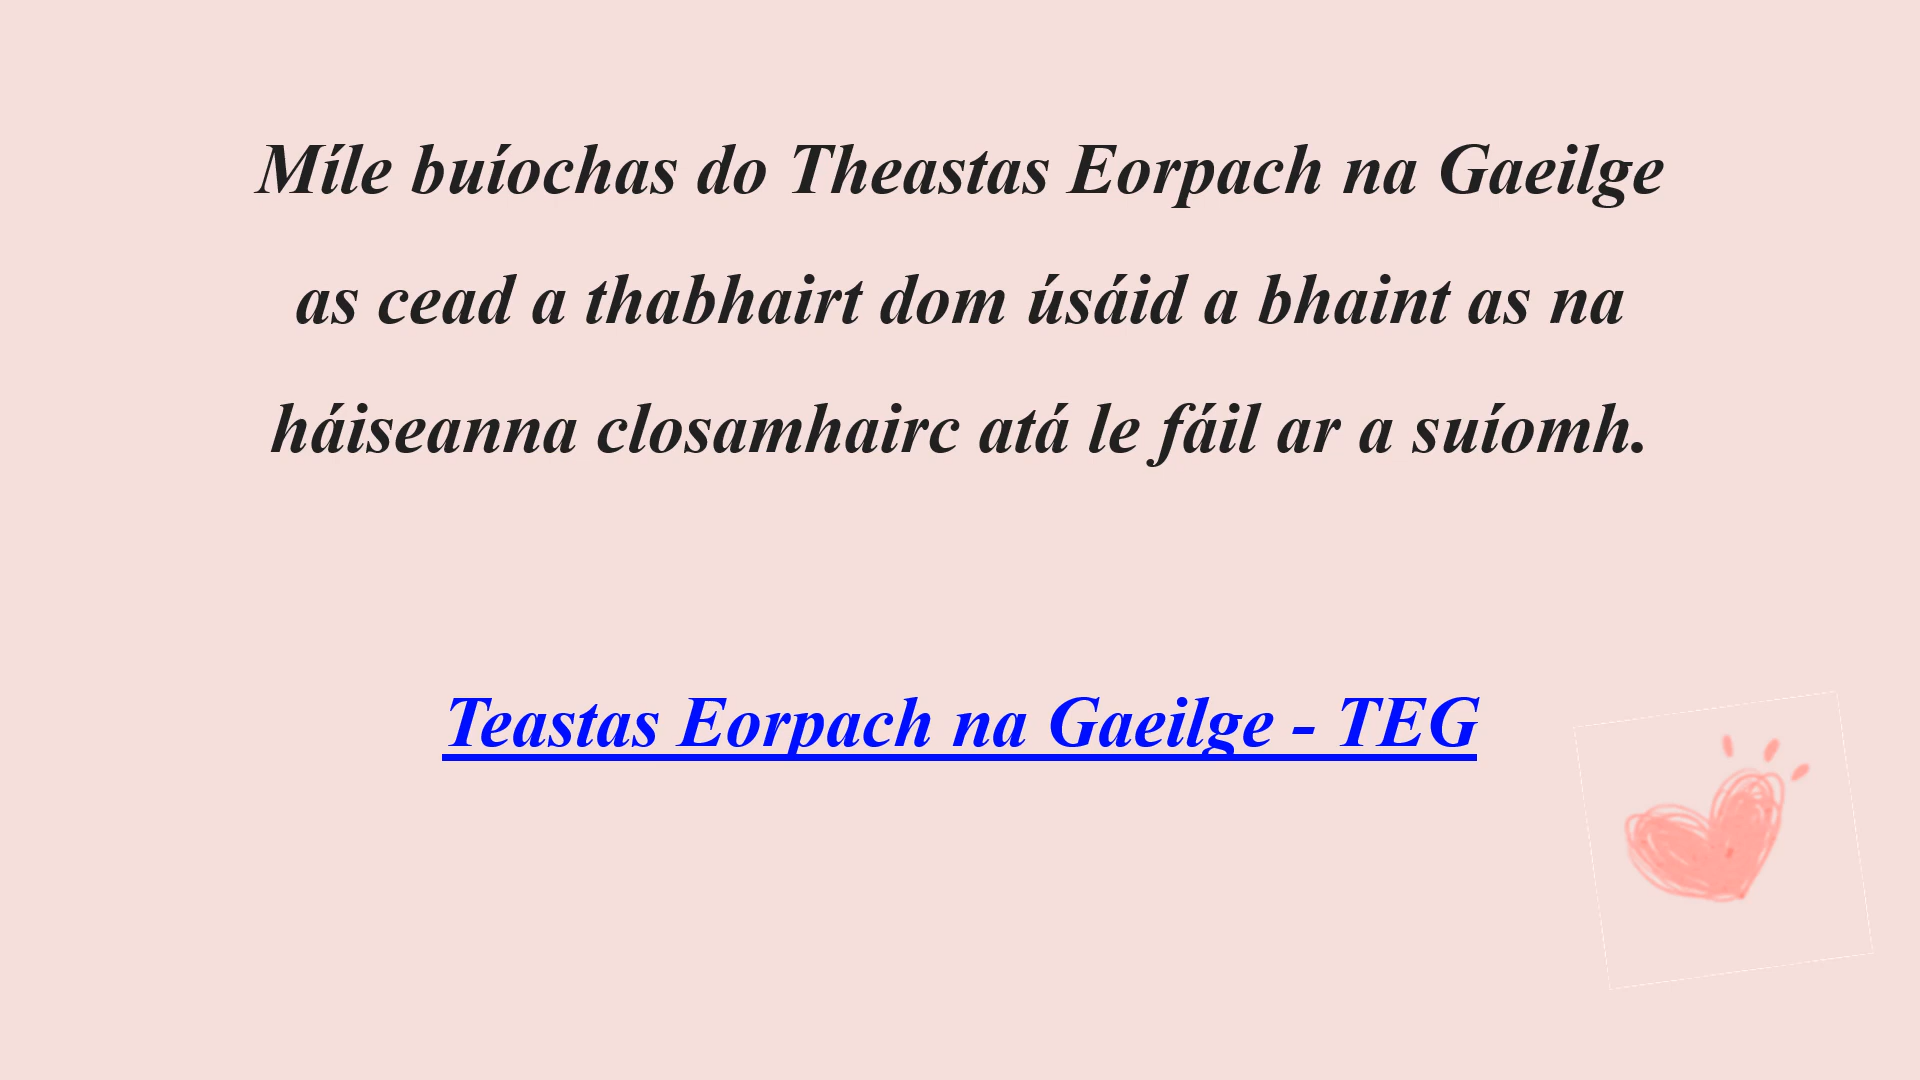 Míle buíochas do Theastas Eorpach na Gaeilge
as cead a thabhairt dom úsáid a bhaint as na
háiseanna closamhairc atá le fáil ar a suíomh.
Teastas Eorpach na Gaeilge - TEG